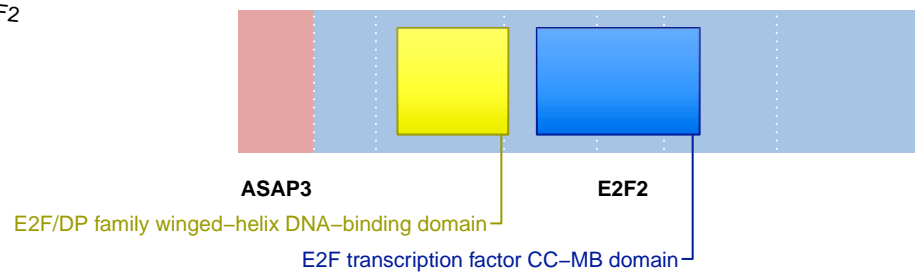 F2
ASAP3 E2F2
E2F/DP family winged−helix DNA−binding domain
E2F transcription factor CC−MB domain